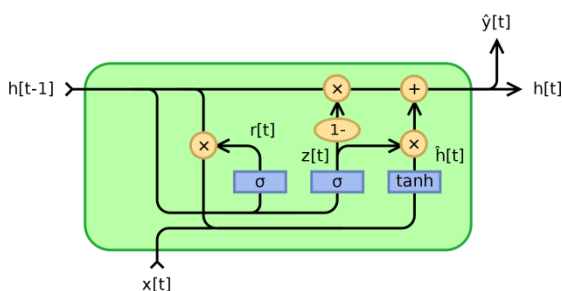 ŷ[t]
h[t-1]
×
+
h[t]
1-
r[t]
×
z[t]
×
ĥ[t]
σ
σ
tanh
x[t]